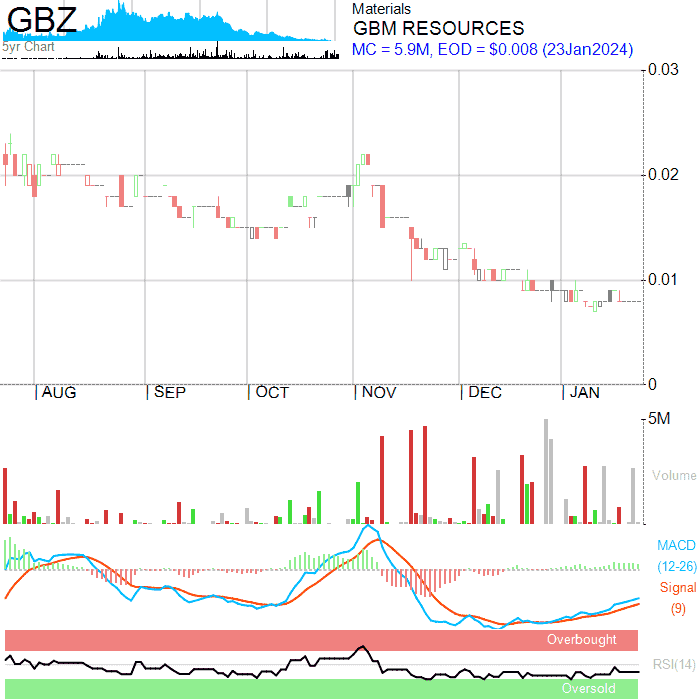 GBZ
5yr Chart
Materials
GBM RESOURCES
MC = 5.9M, EOD = $0.008 (23Jan2024)
0.03
0.02
0.01
0
AUG SEP OCT NOV DEC JAN
5M
Volume
MACD
(12-26)
Signal
(9)
Overbought
RSI(14)
Oversold